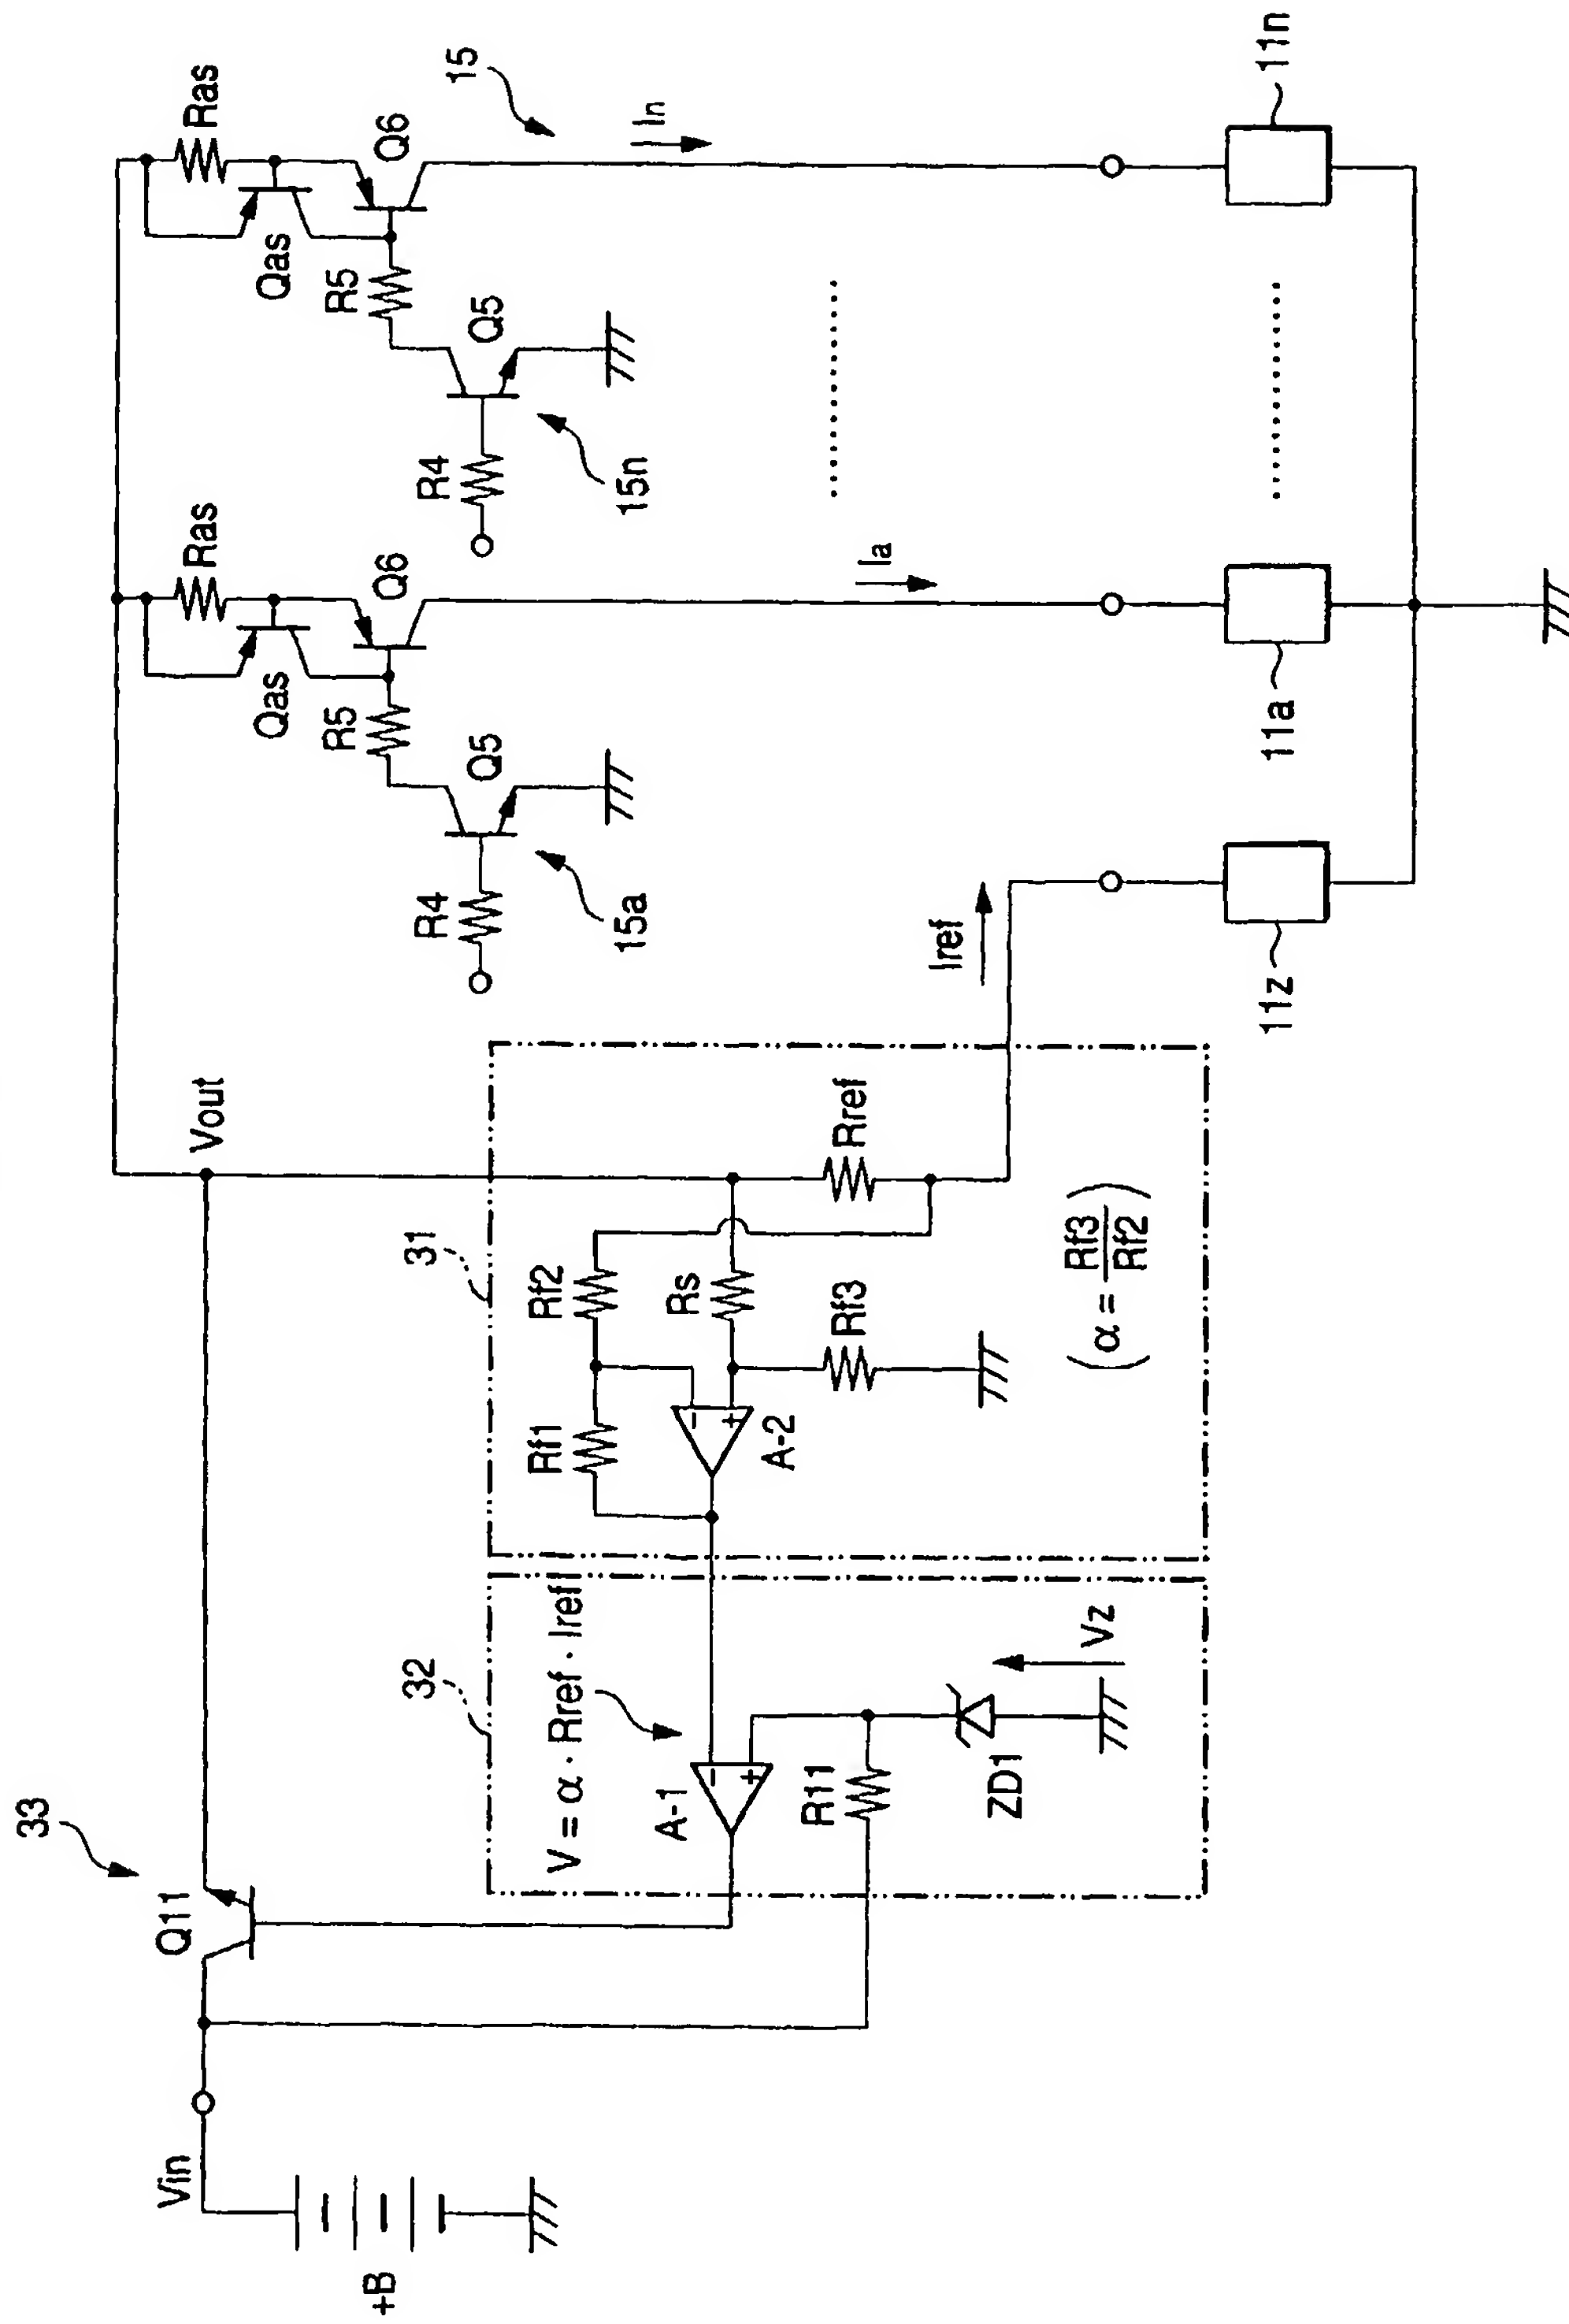 33
Vin
+B
Q11
Vout
32
V = α · Rref · Iref
A-1
R11
ZD1
Vz
31
Rf1
Rf2
Rs
A-2
Rf3
Rref
(α = Rf3/Rf2)
Iref
11z
15a
R4
Q5
R5
Qas
Ras
Q6
Ia
11a
15n
R4
Q5
R5
Qas
Ras
Q6
15
In
11n